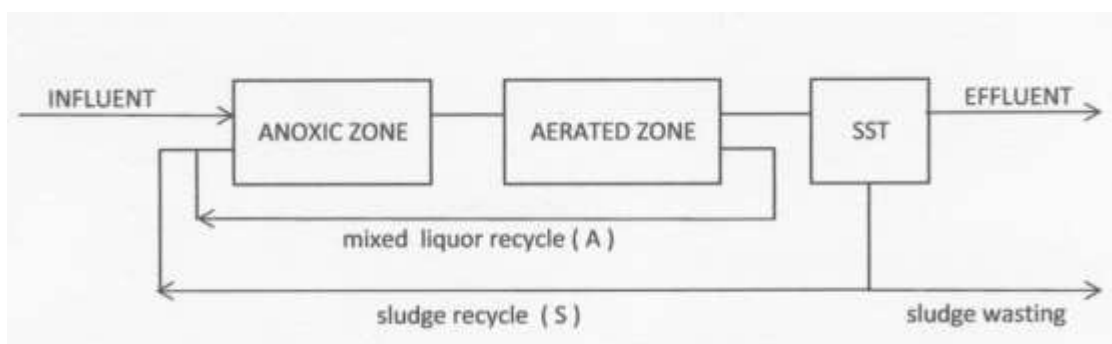 INFLUENT
EFFLUENT
ANOXIC ZONE
AERATED ZONE
SST
mixed liquor recycle ( A )
sludge recycle ( S )
sludge wasting